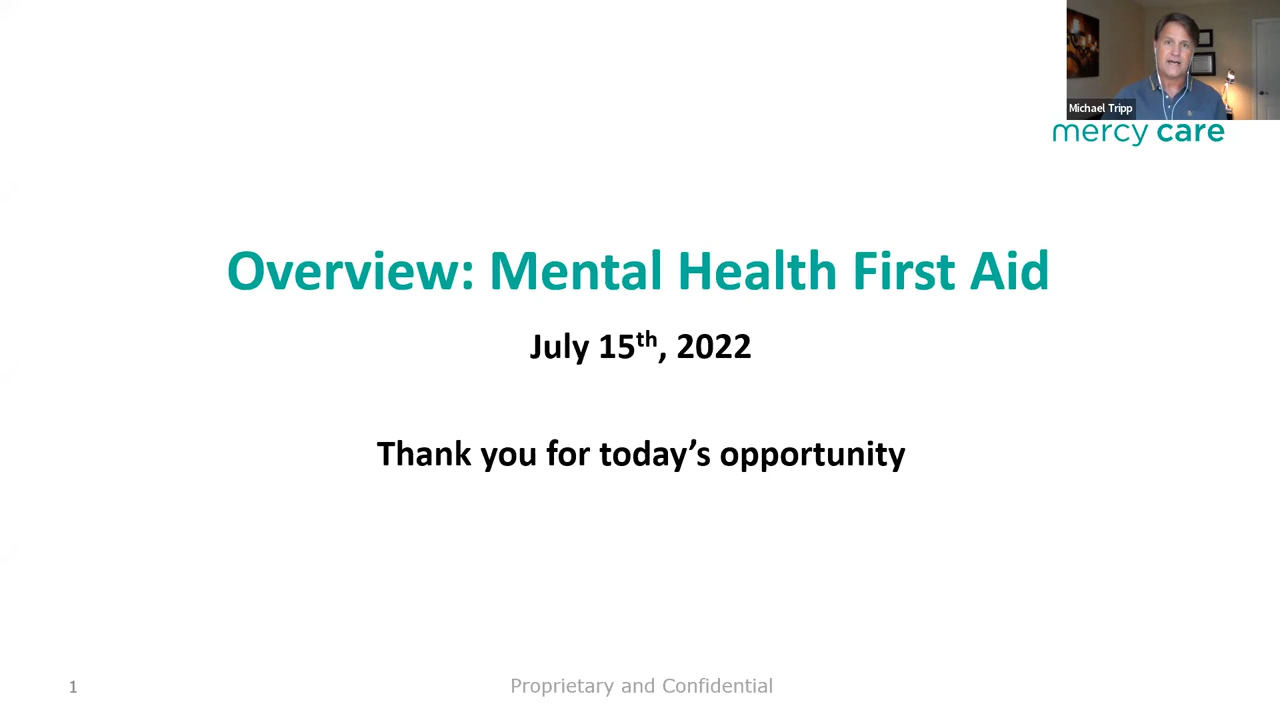 Michael Tripp
mercy care
Overview: Mental Health First Aid
July 15th, 2022
Thank you for today’s opportunity
1
Proprietary and Confidential